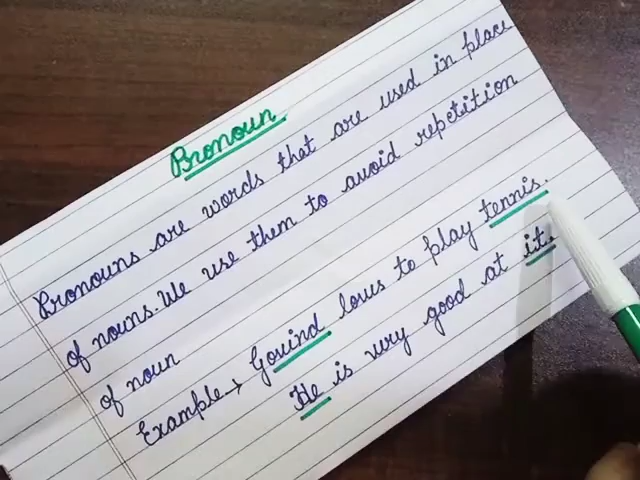 Pronoun
Pronouns are words that are used in place
of nouns. We use them to avoid repetition
of noun
Example → Govind loves to play tennis.
He is very good at it.